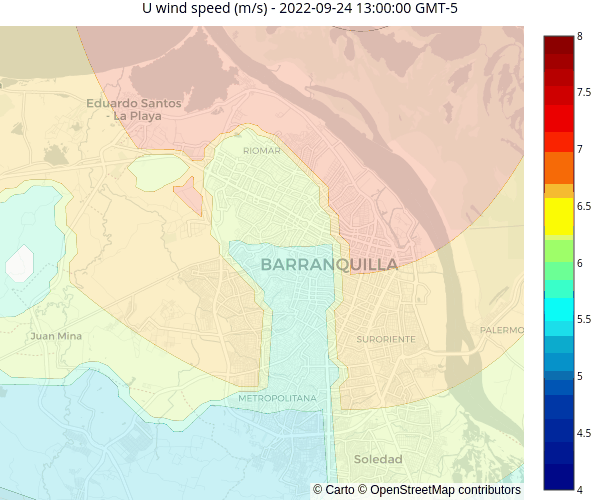 U wind speed (m/s) - 2022-09-24 13:00:00 GMT-5
8
7.5
7
6.5
6
5.5
5
4.5
4
Eduardo Santos
- La Playa
RIOMAR
BARRANQUILLA
Juan Mina
SURORIENTE
PALERMO
METROPOLITANA
Soledad
© Carto © OpenStreetMap contributors